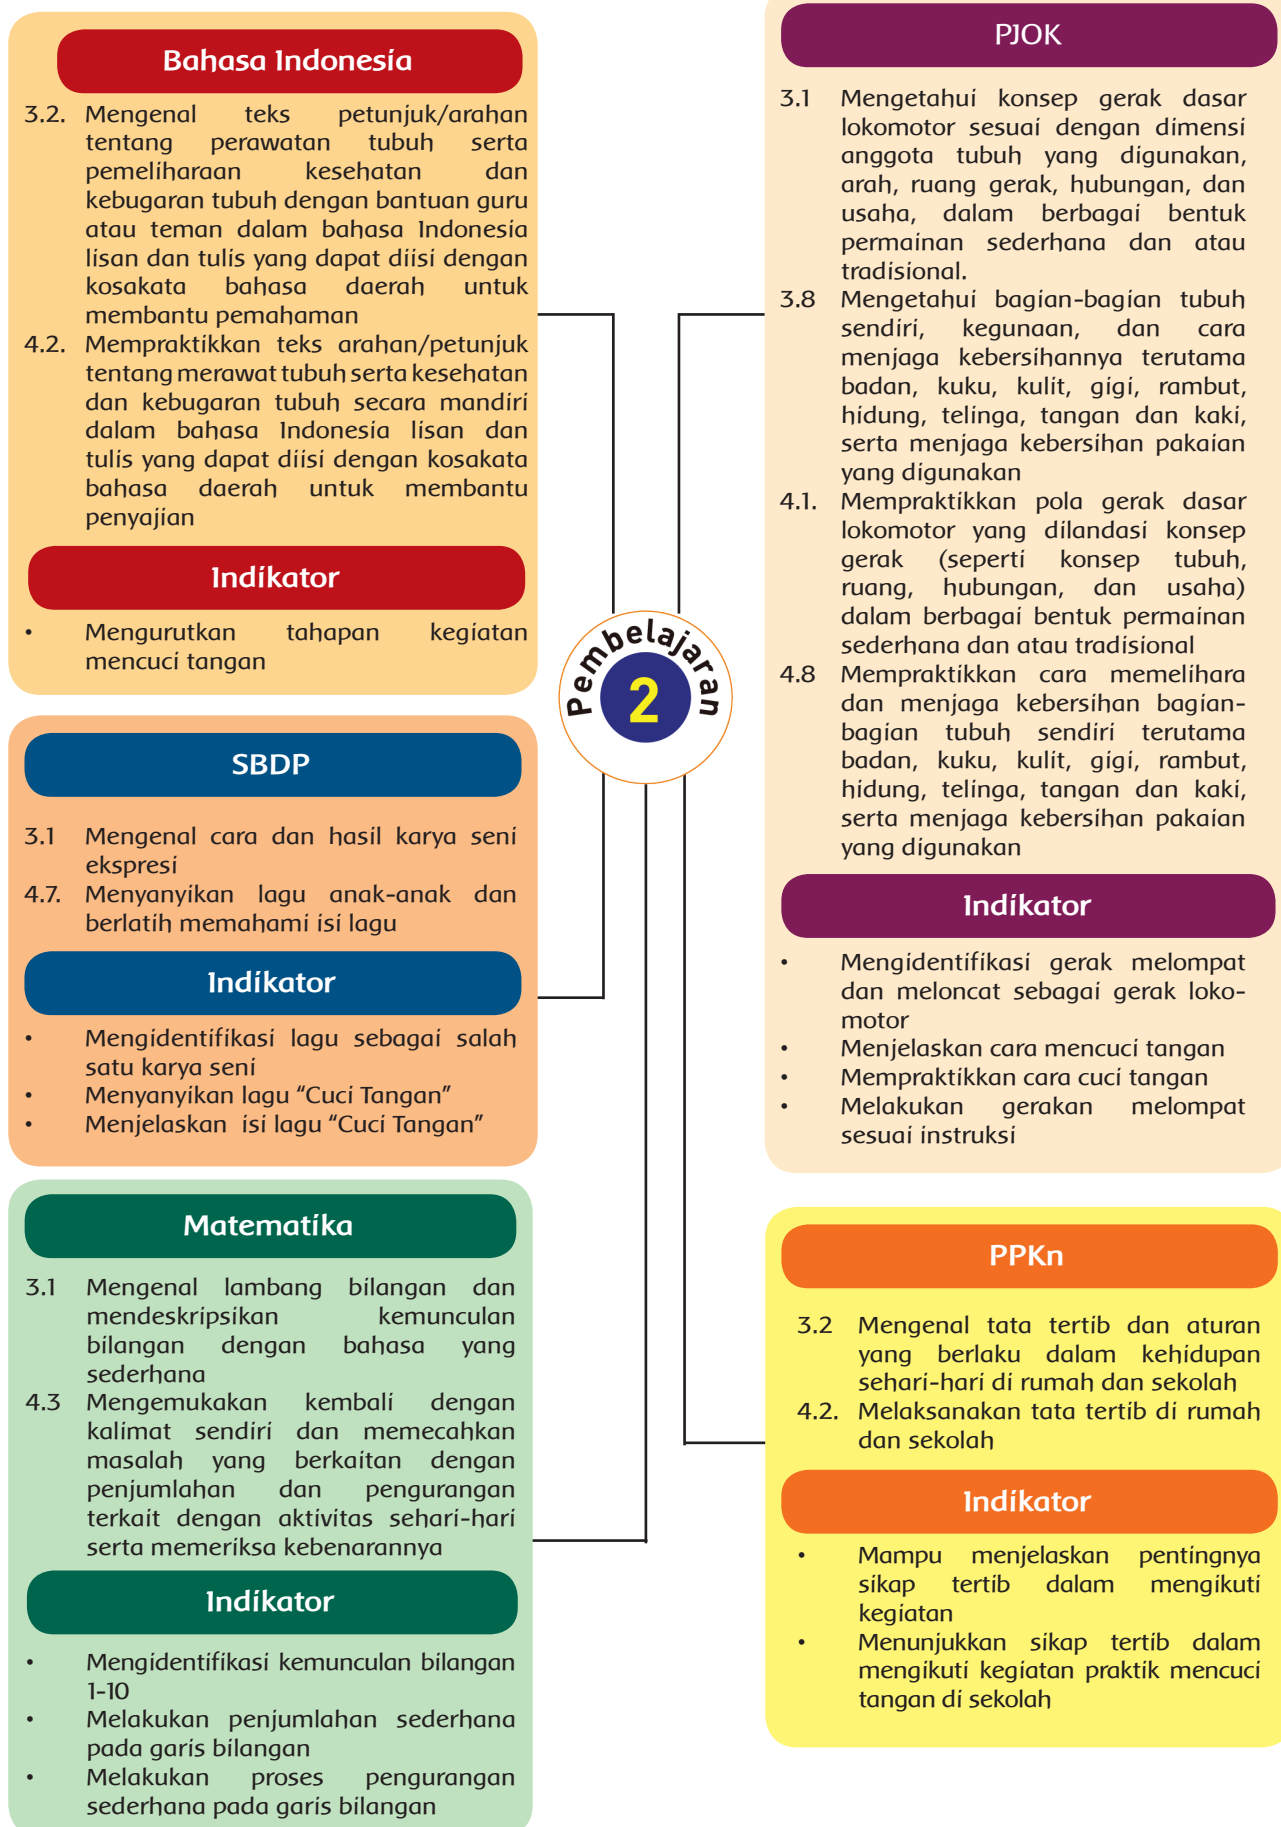 Bahasa Indonesia
3.2. Mengenal teks petunjuk/arahan
tentang perawatan tubuh serta
pemeliharaan kesehatan dan
kebugaran tubuh dengan bantuan guru
atau teman dalam bahasa Indonesia
lisan dan tulis yang dapat diisi dengan
kosakata bahasa daerah untuk
membantu pemahaman
4.2. Mempraktikkan teks arahan/petunjuk
tentang merawat tubuh serta kesehatan
dan kebugaran tubuh secara mandiri
dalam bahasa Indonesia lisan dan
tulis yang dapat diisi dengan kosakata
bahasa daerah untuk membantu
penyajian
Indikator
• Mengurutkan tahapan kegiatan
mencuci tangan
SBDP
3.1 Mengenal cara dan hasil karya seni
ekspresi
4.7. Menyanyikan lagu anak-anak dan
berlatih memahami isi lagu
Indikator
• Mengidentifikasi lagu sebagai salah
satu karya seni
• Menyanyikan lagu “Cuci Tangan”
• Menjelaskan isi lagu “Cuci Tangan”
Matematika
3.1 Mengenal lambang bilangan dan
mendeskripsikan kemunculan
bilangan dengan bahasa yang
sederhana
4.3 Mengemukakan kembali dengan
kalimat sendiri dan memecahkan
masalah yang berkaitan dengan
penjumlahan dan pengurangan
terkait dengan aktivitas sehari-hari
serta memeriksa kebenarannya
Indikator
• Mengidentifikasi kemunculan bilangan
1-10
• Melakukan penjumlahan sederhana
pada garis bilangan
• Melakukan proses pengurangan
sederhana pada garis bilangan
Pembelajaran
2
PJOK
3.1 Mengetahui konsep gerak dasar
lokomotor sesuai dengan dimensi
anggota tubuh yang digunakan,
arah, ruang gerak, hubungan, dan
usaha, dalam berbagai bentuk
permainan sederhana dan atau
tradisional.
3.8 Mengetahui bagian-bagian tubuh
sendiri, kegunaan, dan cara
menjaga kebersihannya terutama
badan, kuku, kulit, gigi, rambut,
hidung, telinga, tangan dan kaki,
serta menjaga kebersihan pakaian
yang digunakan
4.1. Mempraktikkan pola gerak dasar
lokomotor yang dilandasi konsep
gerak (seperti konsep tubuh,
ruang, hubungan, dan usaha)
dalam berbagai bentuk permainan
sederhana dan atau tradisional
4.8 Mempraktikkan cara memelihara
dan menjaga kebersihan bagian-
bagian tubuh sendiri terutama
badan, kuku, kulit, gigi, rambut,
hidung, telinga, tangan dan kaki,
serta menjaga kebersihan pakaian
yang digunakan
Indikator
• Mengidentifikasi gerak melompat
dan meloncat sebagai gerak loko-
motor
• Menjelaskan cara mencuci tangan
• Mempraktikkan cara cuci tangan
• Melakukan gerakan melompat
sesuai instruksi
PPKn
3.2 Mengenal tata tertib dan aturan
yang berlaku dalam kehidupan
sehari-hari di rumah dan sekolah
4.2. Melaksanakan tata tertib di rumah
dan sekolah
Indikator
• Mampu menjelaskan pentingnya
sikap tertib dalam mengikuti
kegiatan
• Menunjukkan sikap tertib dalam
mengikuti kegiatan praktik mencuci
tangan di sekolah